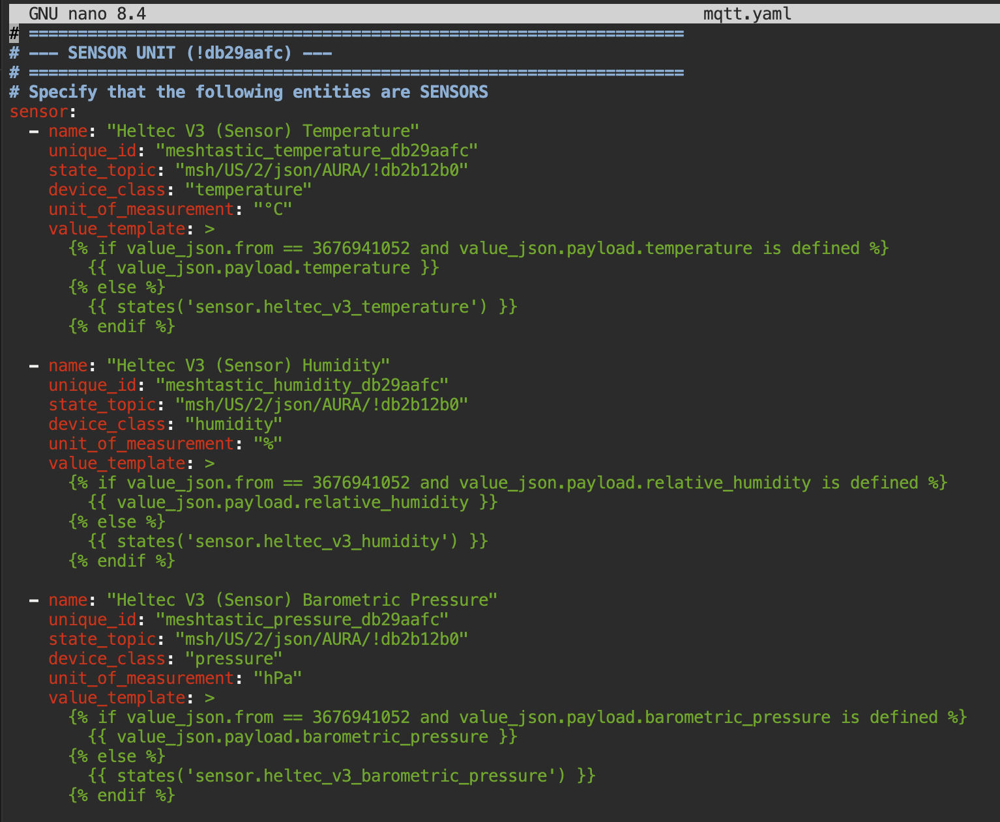 GNU nano 8.4 mqtt.yaml
# ===================================================================
# --- SENSOR UNIT (!db29aafc) ---
# ===================================================================
# Specify that the following entities are SENSORS
sensor:
  - name: "Heltec V3 (Sensor) Temperature"
    unique_id: "meshtastic_temperature_db29aafc"
    state_topic: "msh/US/2/json/AURA/!db2b12b0"
    device_class: "temperature"
    unit_of_measurement: "°C"
    value_template: >
      {% if value_json.from == 3676941052 and value_json.payload.temperature is defined %}
        {{ value_json.payload.temperature }}
      {% else %}
        {{ states('sensor.heltec_v3_temperature') }}
      {% endif %}

  - name: "Heltec V3 (Sensor) Humidity"
    unique_id: "meshtastic_humidity_db29aafc"
    state_topic: "msh/US/2/json/AURA/!db2b12b0"
    device_class: "humidity"
    unit_of_measurement: "%"
    value_template: >
      {% if value_json.from == 3676941052 and value_json.payload.relative_humidity is defined %}
        {{ value_json.payload.relative_humidity }}
      {% else %}
        {{ states('sensor.heltec_v3_humidity') }}
      {% endif %}

  - name: "Heltec V3 (Sensor) Barometric Pressure"
    unique_id: "meshtastic_pressure_db29aafc"
    state_topic: "msh/US/2/json/AURA/!db2b12b0"
    device_class: "pressure"
    unit_of_measurement: "hPa"
    value_template: >
      {% if value_json.from == 3676941052 and value_json.payload.barometric_pressure is defined %}
        {{ value_json.payload.barometric_pressure }}
      {% else %}
        {{ states('sensor.heltec_v3_barometric_pressure') }}
      {% endif %}